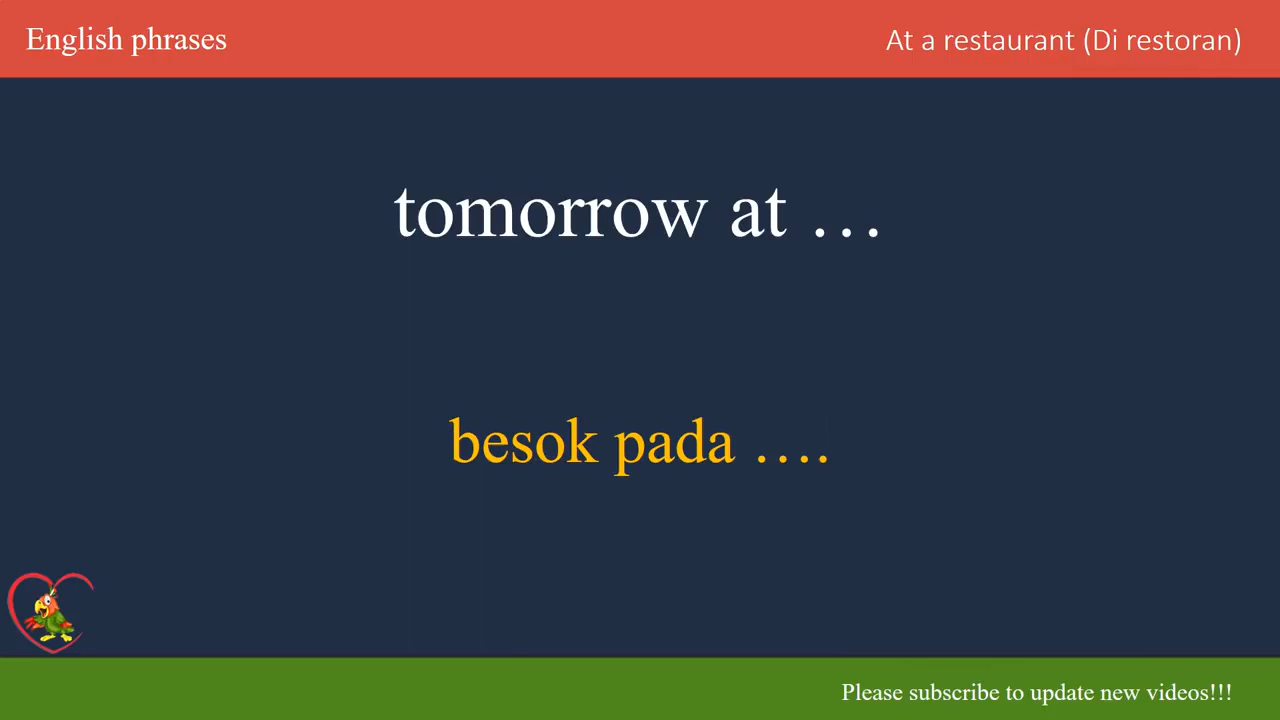 English phrases
At a restaurant (Di restoran)
tomorrow at …
besok pada ….
Please subscribe to update new videos!!!